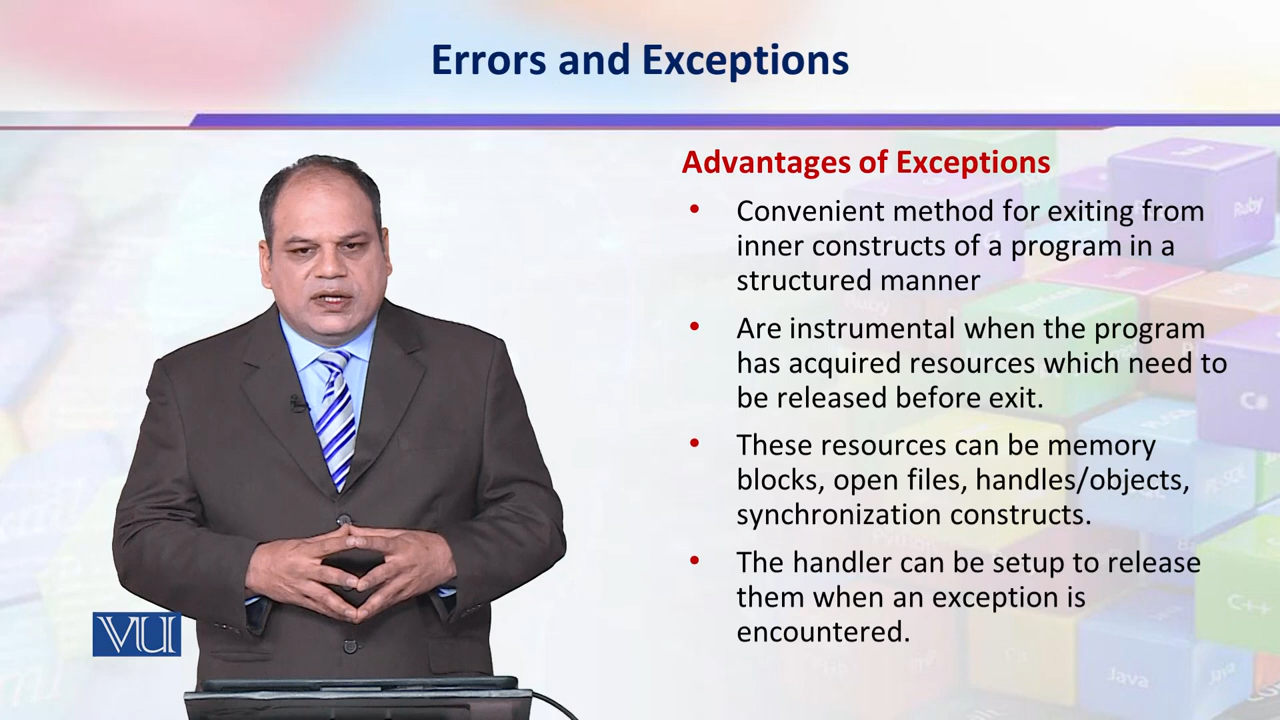 Errors and Exceptions
Advantages of Exceptions
• Convenient method for exiting from
inner constructs of a program in a
structured manner
• Are instrumental when the program
has acquired resources which need to
be released before exit.
• These resources can be memory
blocks, open files, handles/objects,
synchronization constructs.
• The handler can be setup to release
them when an exception is
encountered.
VU
Ruby
C#
C++
Java